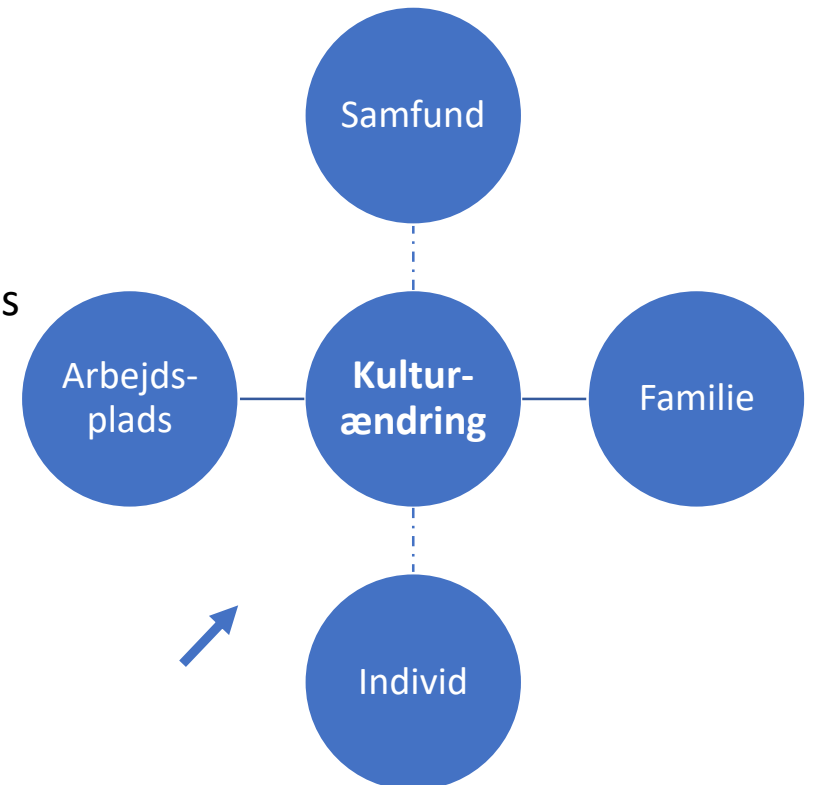 Samfund
s
Arbejds-
plads
Kultur-
ændring
Familie
Individ